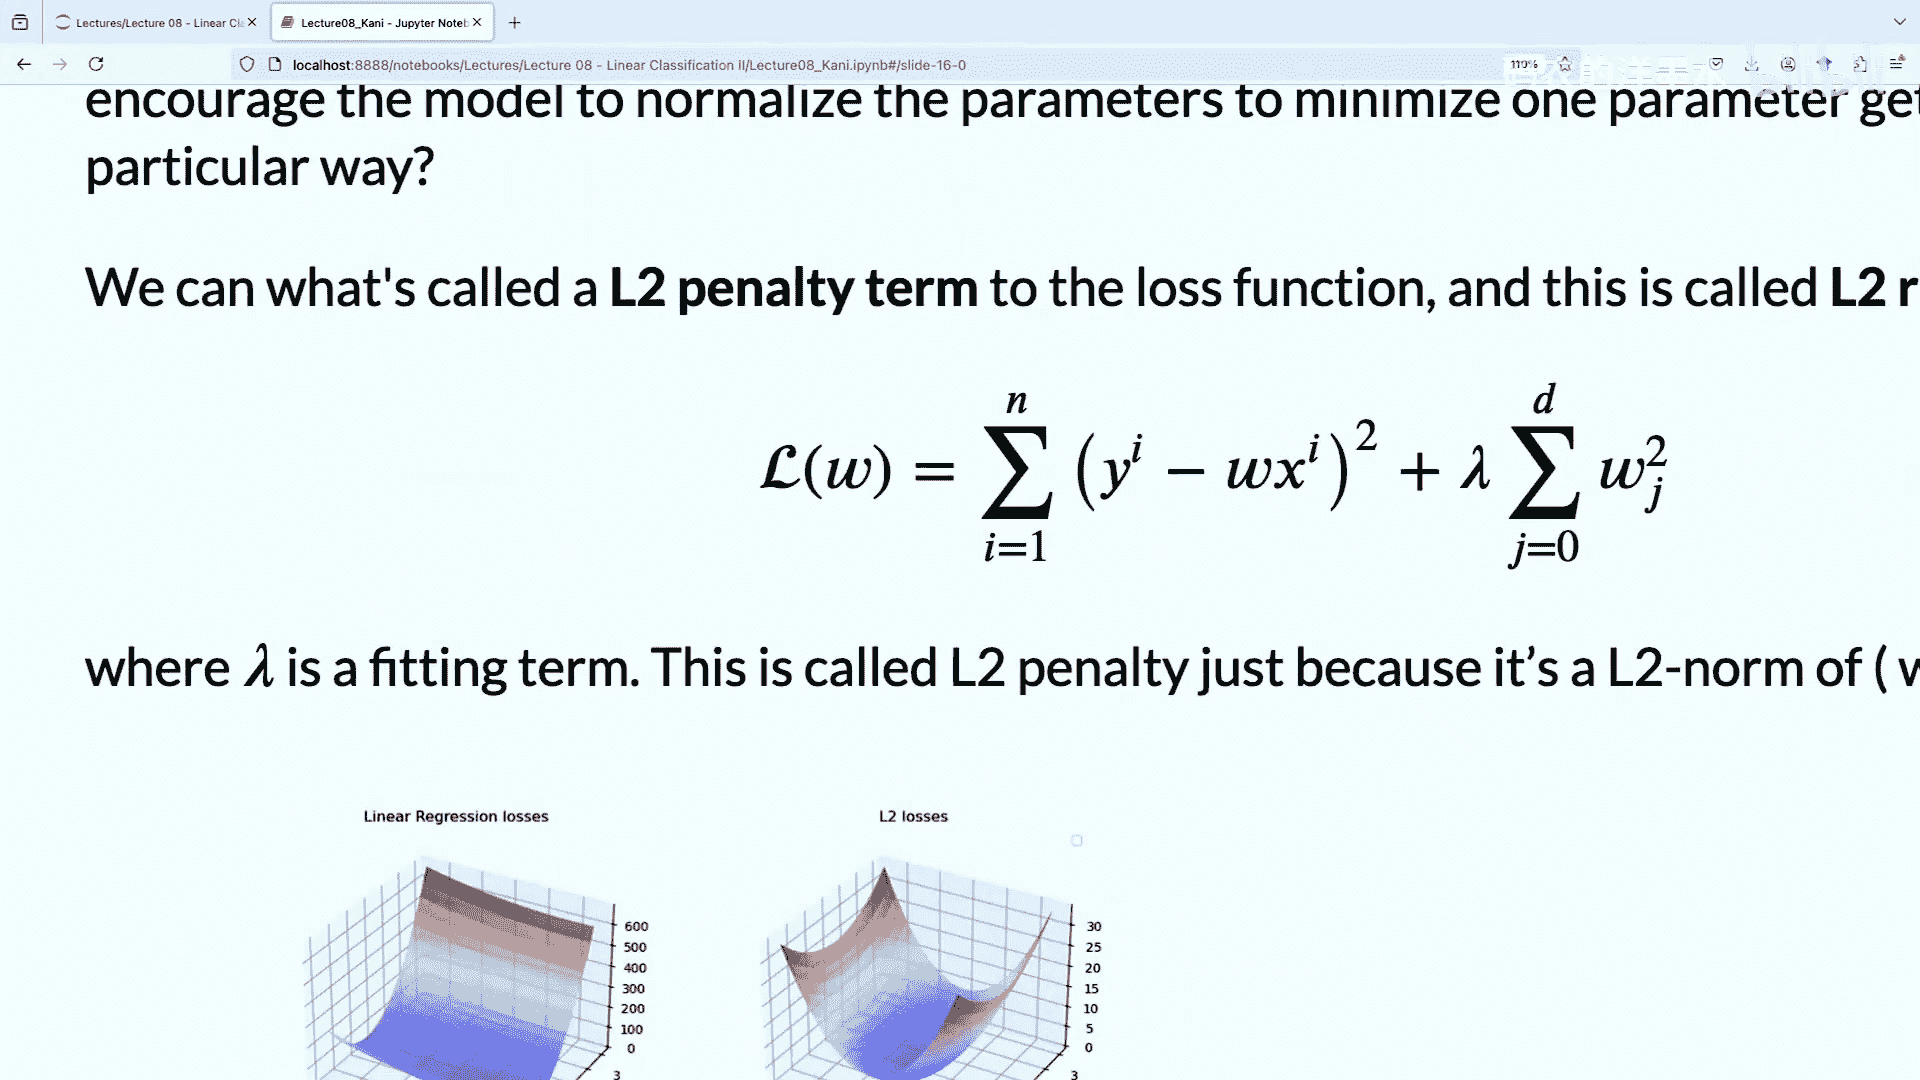 Lectures/Lecture 08 - Linear Cl
Lecture08_Kani - Jupyter Noteb
localhost:8888/notebooks/Lectures/Lecture 08 - Linear Classification II/Lecture08_Kani.ipynb#/slide-16-0
110%
encourage the model to normalize the parameters to minimize one parameter get
particular way?
We can what's called a L2 penalty term to the loss function, and this is called L2 r
ℒ(w) = ∑_{i=1}^{n} (y^i − wx^i)^2 + λ ∑_{j=0}^{d} w_j^2
where λ is a fitting term. This is called L2 penalty just because it’s a L2-norm of ( w
Linear Regression losses
L2 losses
600
500
400
300
200
100
0
3
30
25
20
15
10
5
0
3